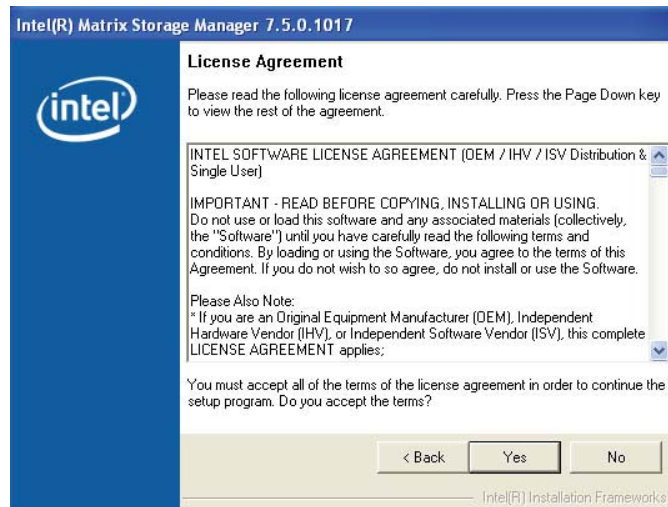 Intel(R) Matrix Storage Manager 7.5.0.1017
intel
License Agreement
Please read the following license agreement carefully. Press the Page Down key
to view the rest of the agreement.
INTEL SOFTWARE LICENSE AGREEMENT (OEM / IHV / ISV Distribution &
Single User)
IMPORTANT - READ BEFORE COPYING, INSTALLING OR USING.
Do not use or load this software and any associated materials (collectively,
the "Software") until you have carefully read the following terms and
conditions. By loading or using the Software, you agree to the terms of this
Agreement. If you do not wish to so agree, do not install or use the Software.
Please Also Note:
* If you are an Original Equipment Manufacturer (OEM), Independent
Hardware Vendor (IHV), or Independent Software Vendor (ISV), this complete
LICENSE AGREEMENT applies;
You must accept all of the terms of the license agreement in order to continue the
setup program. Do you accept the terms?
< Back Yes No
Intel(R) Installation Frameworks